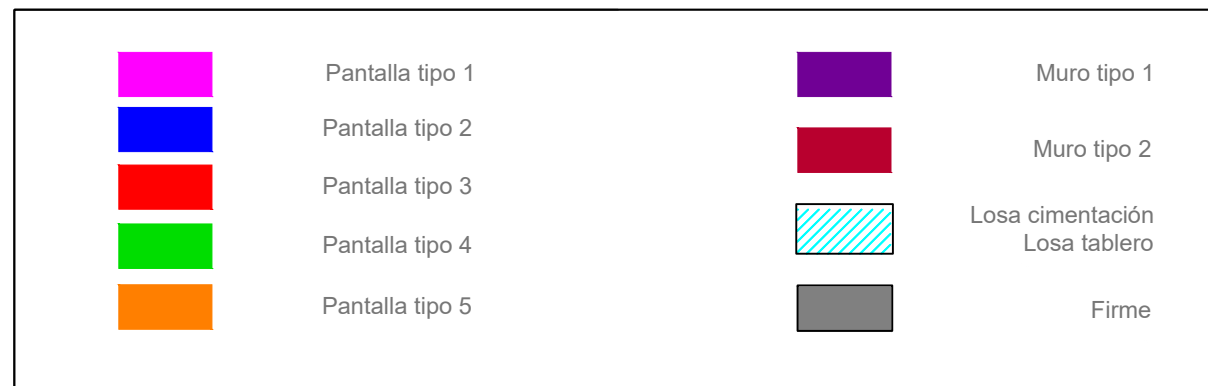 Pantalla tipo 1
Pantalla tipo 2
Pantalla tipo 3
Pantalla tipo 4
Pantalla tipo 5
Muro tipo 1
Muro tipo 2
Losa cimentación
Losa tablero
Firme